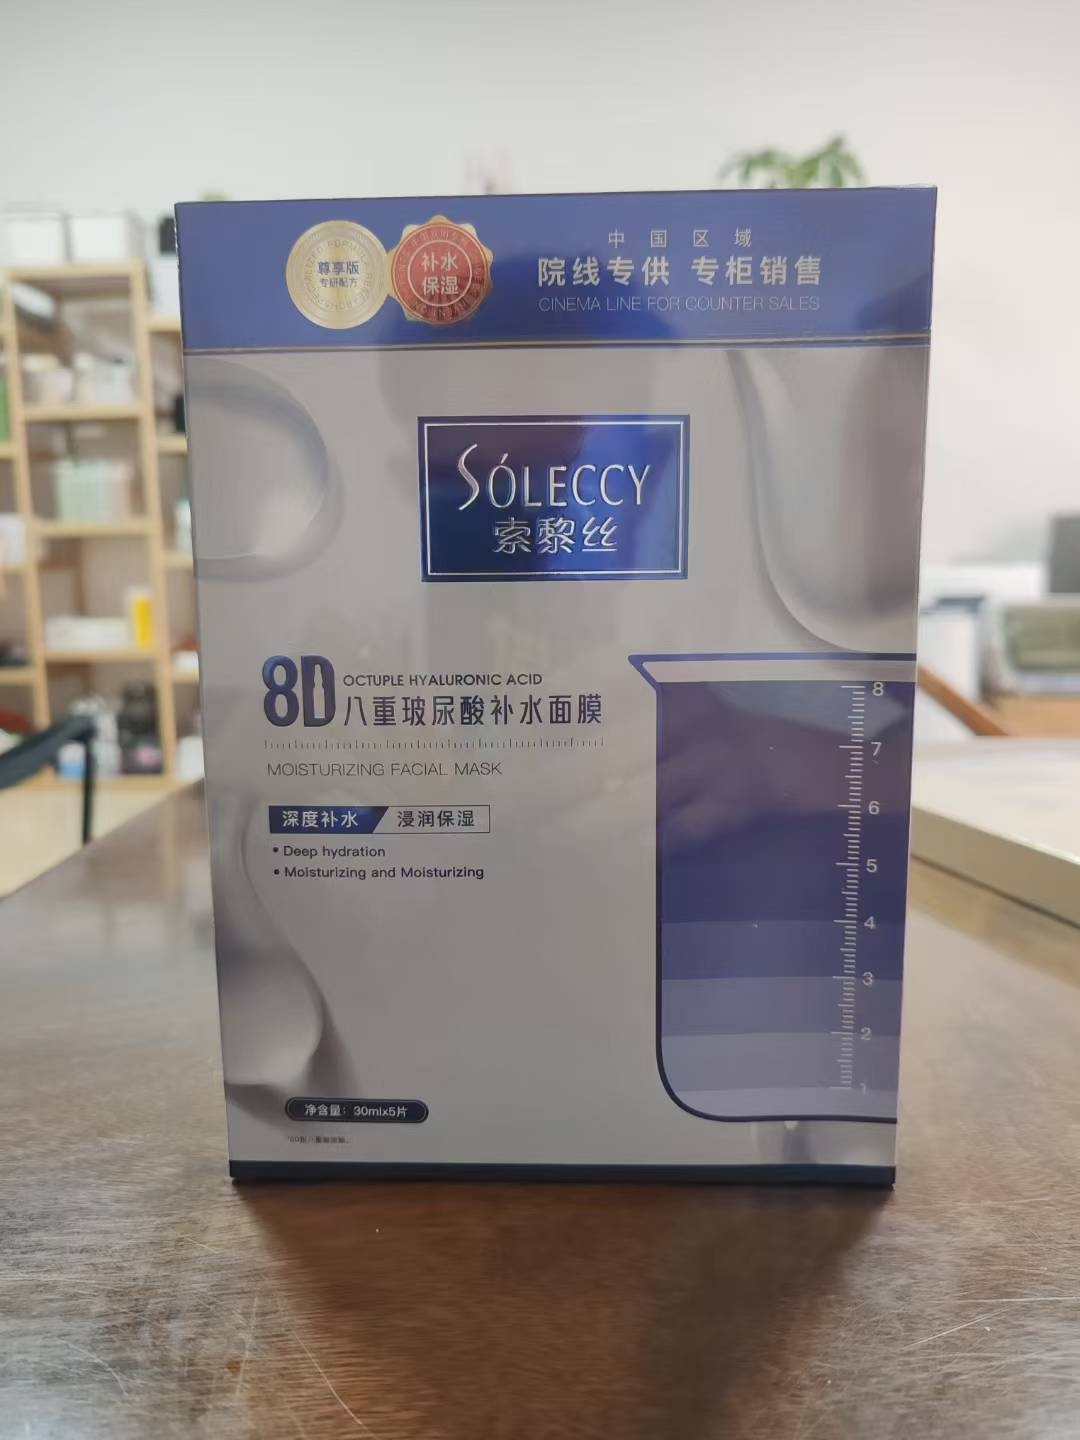 尊享版
专研配方
补水
保湿
中国区域
院线专供 专柜销售
CINEMA LINE FOR COUNTER SALES
SÓLECCY
索黎丝
8D
OCTUPLE HYALURONIC ACID
八重玻尿酸补水面膜
MOISTURIZING FACIAL MASK
深度补水 浸润保湿
• Deep hydration
• Moisturizing and Moisturizing
8
7
6
5
4
3
2
1
净含量：30mlx5片